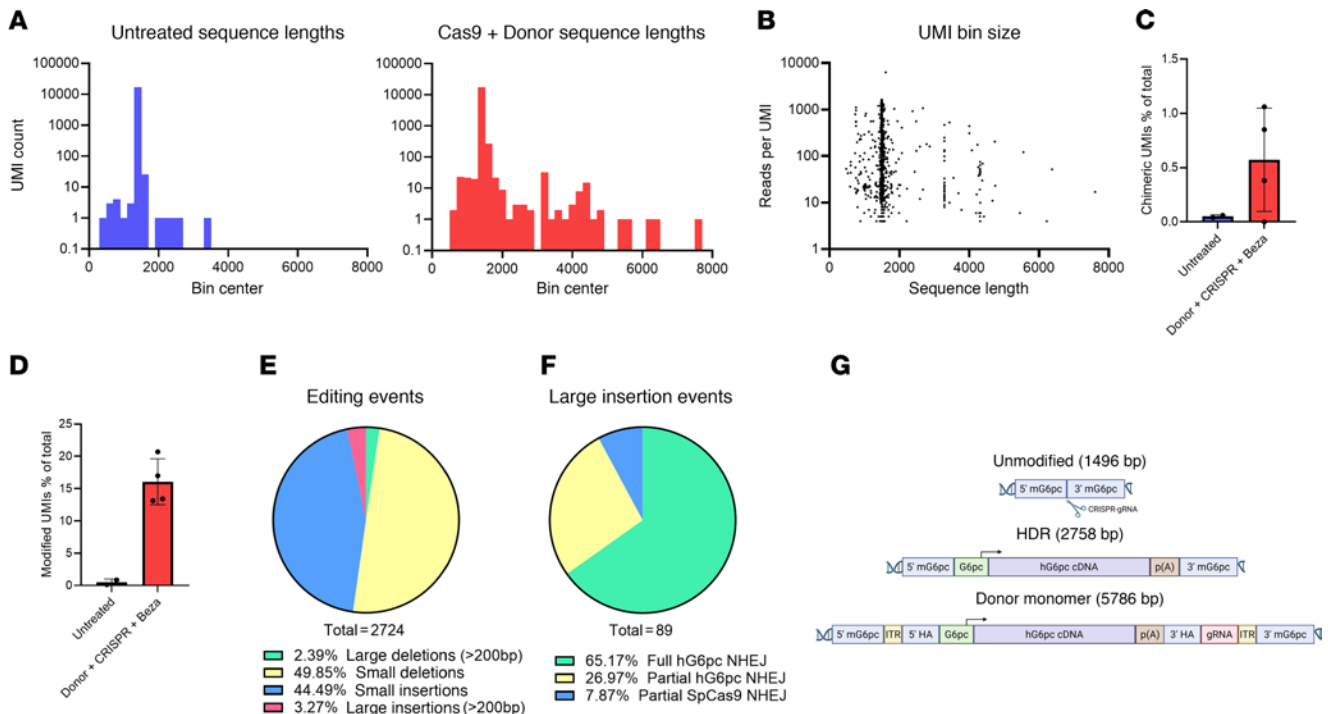 A
Untreated sequence lengths
UMI count
100000
10000
1000
100
10
1
0.1
0 2000 4000 6000 8000
Bin center
Cas9 + Donor sequence lengths
100000
10000
1000
100
10
1
0.1
0 2000 4000 6000 8000
Bin center
B
UMI bin size
Reads per UMI
10000
1000
100
10
1
0 2000 4000 6000 8000
Sequence length
C
Chimeric UMIs % of total
1.5
1.0
0.5
0.0
Untreated
Donor + CRISPR + Beza
D
Modified UMIs % of total
25
20
15
10
5
0
Untreated
Donor + CRISPR + Beza
E
Editing events
Total = 2724
2.39% Large deletions (>200bp)
49.85% Small deletions
44.49% Small insertions
3.27% Large insertions (>200bp)
F
Large insertion events
Total = 89
65.17% Full hG6pc NHEJ
26.97% Partial hG6pc NHEJ
7.87% Partial SpCas9 NHEJ
G
Unmodified (1496 bp)
5' mG6pc 3' mG6pc
CRISPR-gRNA
HDR (2758 bp)
5' mG6pc G6pc hG6pc cDNA p(A) 3' mG6pc
Donor monomer (5786 bp)
5' mG6pc ITR 5' HA G6pc hG6pc cDNA p(A) 3' HA gRNA ITR 3' mG6pc